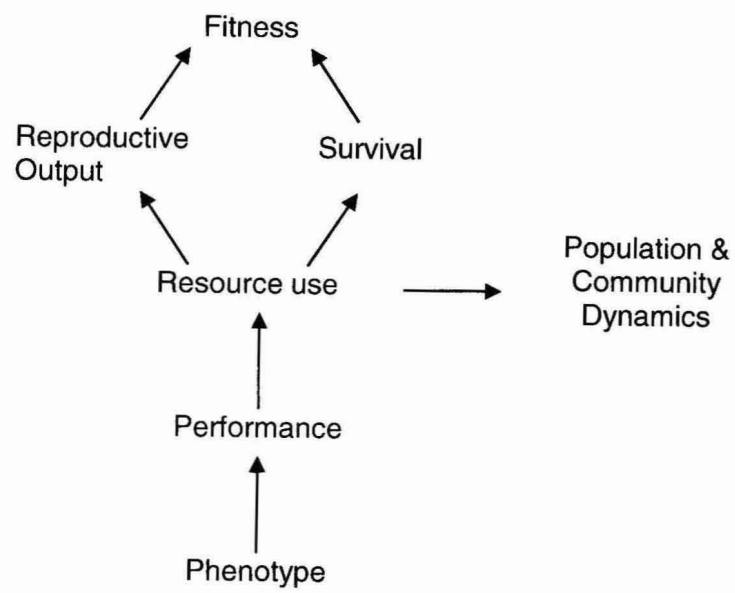 Fitness
Reproductive
Output
Survival
Population &
Community
Dynamics
Resource use
Performance
Phenotype